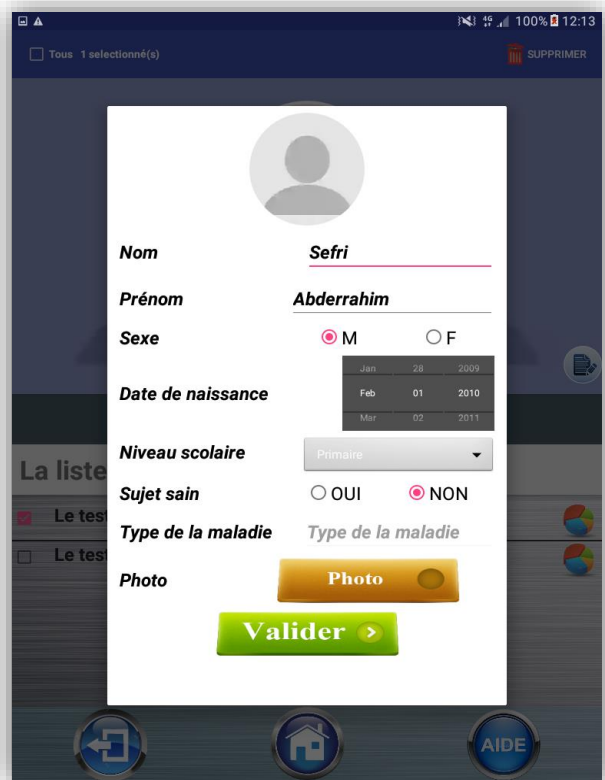 4G 100% 12:13
Tous 1 selectionné(s) SUPPRIMER
Nom Sefri
Prénom Abderrahim
Sexe M F
Jan 28 2009
Date de naissance Feb 01 2010
Mar 02 2011
Niveau scolaire Primaire
La liste
Sujet sain OUI NON
Le test
Type de la maladie Type de la maladie
Le test
Photo Photo
Valider
AIDE